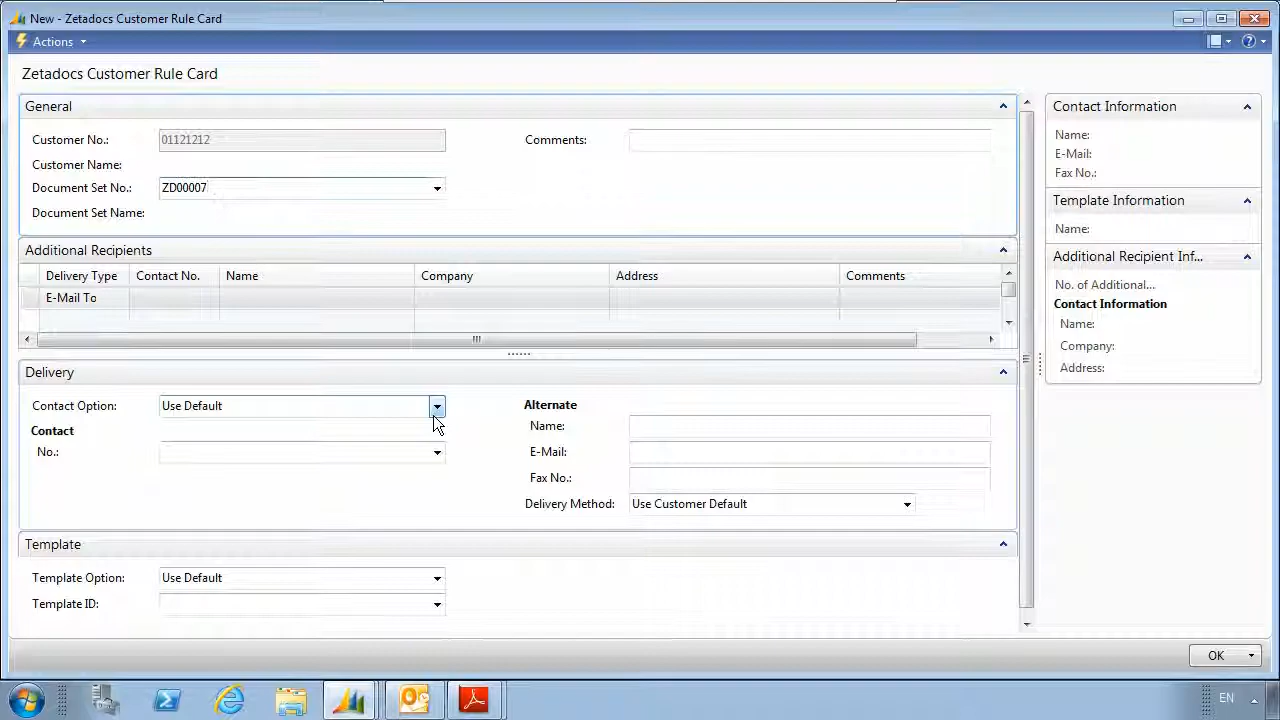 New - Zetadocs Customer Rule Card
Actions
Zetadocs Customer Rule Card
General
Customer No.: 01121212 Comments:
Customer Name:
Document Set No.: ZD00007
Document Set Name:
Additional Recipients
Delivery Type Contact No. Name Company Address Comments
E-Mail To
Delivery
Contact Option: Use Default Alternate
Contact Name:
No.: E-Mail:
Fax No.:
Delivery Method: Use Customer Default
Template
Template Option: Use Default
Template ID:
Contact Information
Name:
E-Mail:
Fax No.:
Template Information
Name:
Additional Recipient Inf...
No. of Additional...
Contact Information
Name:
Company:
Address:
OK
EN